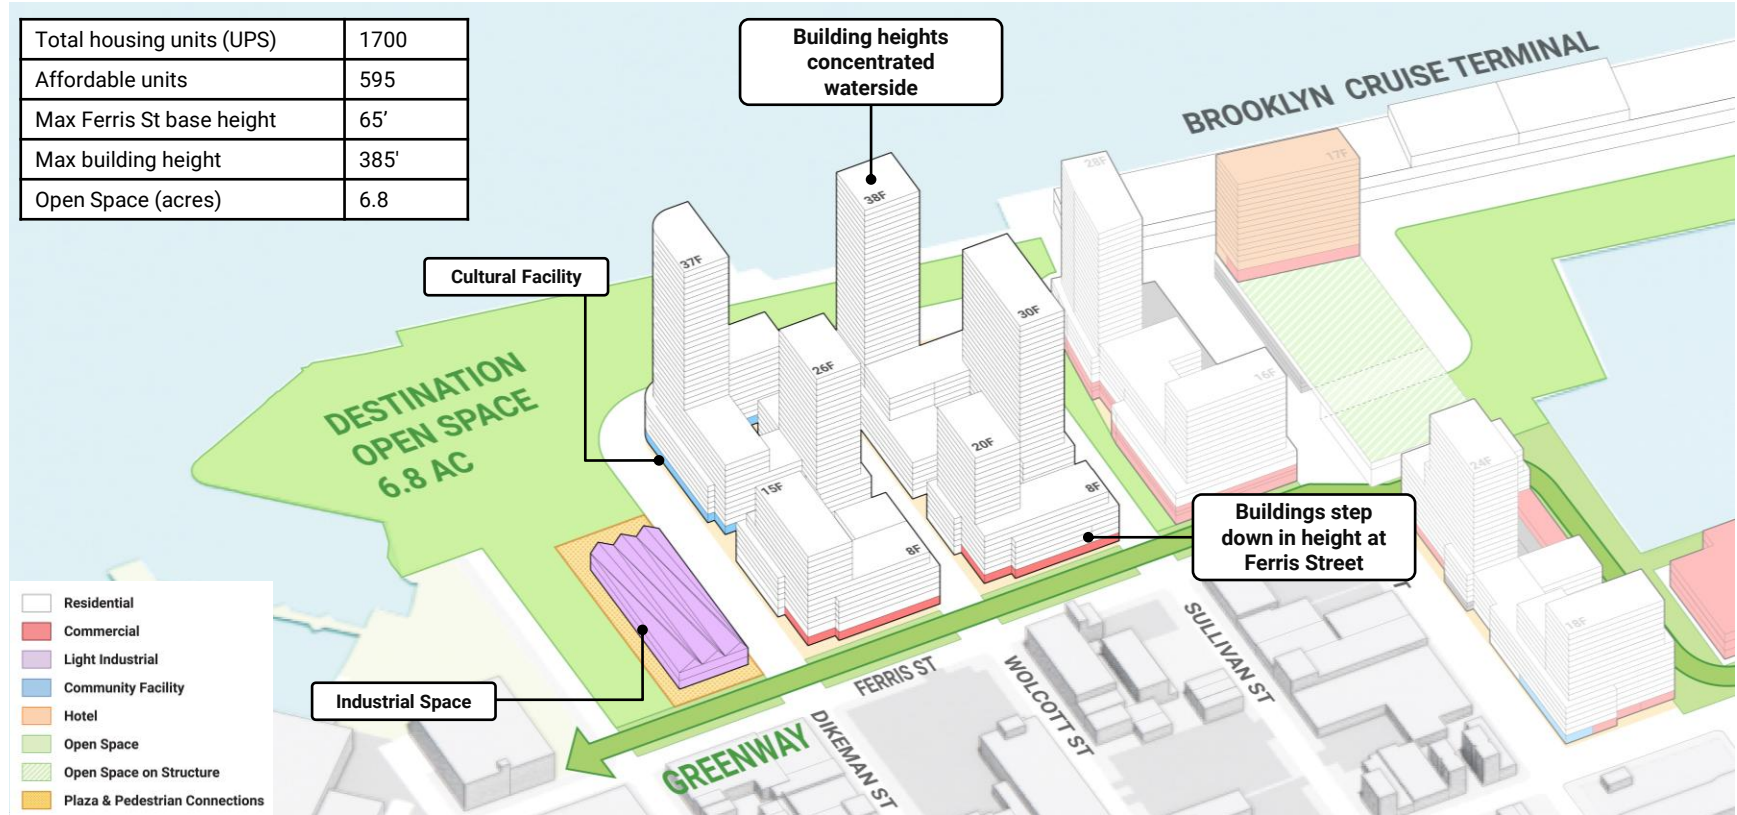 Total housing units (UPS) 1700
Affordable units 595
Max Ferris St base height 65’
Max building height 385'
Open Space (acres) 6.8
Building heights
concentrated
waterside
BROOKLYN CRUISE TERMINAL
28F
17F
38F
37F
Cultural Facility
30F
26F
16F
DESTINATION
OPEN SPACE
6.8 AC
20F
24F
15F
8F
8F
Buildings step
down in height at
Ferris Street
18F
Industrial Space
FERRIS ST
WOLCOTT ST
SULLIVAN ST
DIKEMAN ST
GREENWAY
Residential
Commercial
Light Industrial
Community Facility
Hotel
Open Space
Open Space on Structure
Plaza & Pedestrian Connections